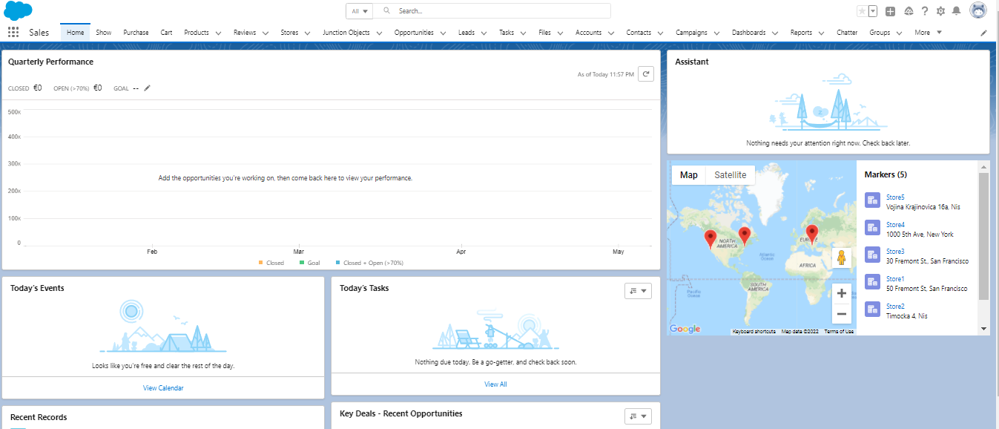 All
Search...
Sales
Home Show Purchase Cart Products Reviews Stores Junction Objects Opportunities Leads Tasks Files Accounts Contacts Campaigns Dashboards Reports Chatter Groups More
Quarterly Performance
As of Today 11:57 PM
CLOSED €0 OPEN (>70%) €0 GOAL --
500K
400K
300K
200K
100K
0
Add the opportunities you're working on, then come back here to view your performance.
Feb Mar Apr May
Closed Goal Closed + Open (>70%)
Assistant
Nothing needs your attention right now. Check back later.
Map Satellite
NORTH
AMERICA
EUROPE
Atlantic
Ocean
AFRICA
SOUTH
AMERICA
Pacific
Ocean
Google
Keyboard shortcuts Map data ©2022 Terms of Use
Markers (5)
Store5
Vojina Krajinovica 16a, Nis
Store4
1000 5th Ave, New York
Store3
30 Fremont St., San Francisco
Store1
50 Fremont St, San Francisco
Store2
Timocka 4, Nis
Today's Events
Looks like you're free and clear the rest of the day.
View Calendar
Today's Tasks
Nothing due today. Be a go-getter, and check back soon.
View All
Recent Records
Key Deals - Recent Opportunities